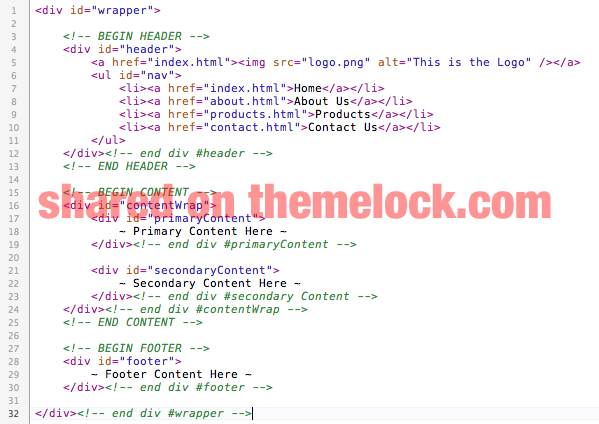 1 <div id="wrapper">
2
3 <!-- BEGIN HEADER -->
4 <div id="header">
5 <a href="index.html"><img src="logo.png" alt="This is the Logo" /></a>
6 <ul id="nav">
7 <li><a href="index.html">Home</a></li>
8 <li><a href="about.html">About Us</a></li>
9 <li><a href="products.html">Products</a></li>
10 <li><a href="contact.html">Contact Us</a></li>
11 </ul>
12 </div><!-- end div #header -->
13 <!-- END HEADER -->
14
15 <!-- BEGIN CONTENT -->
shared on themelock.com
16 <div id="contentWrap">
17 <div id="primaryContent">
18 ~ Primary Content Here ~
19 </div><!-- end div #primaryContent -->
20
21 <div id="secondaryContent">
22 ~ Secondary Content Here ~
23 </div><!-- end div #secondary Content -->
24 </div><!-- end div #contentWrap -->
25 <!-- END CONTENT -->
26
27 <!-- BEGIN FOOTER -->
28 <div id="footer">
29 ~ Footer Content Here ~
30 </div><!-- end div #footer -->
31
32 </div><!-- end div #wrapper -->